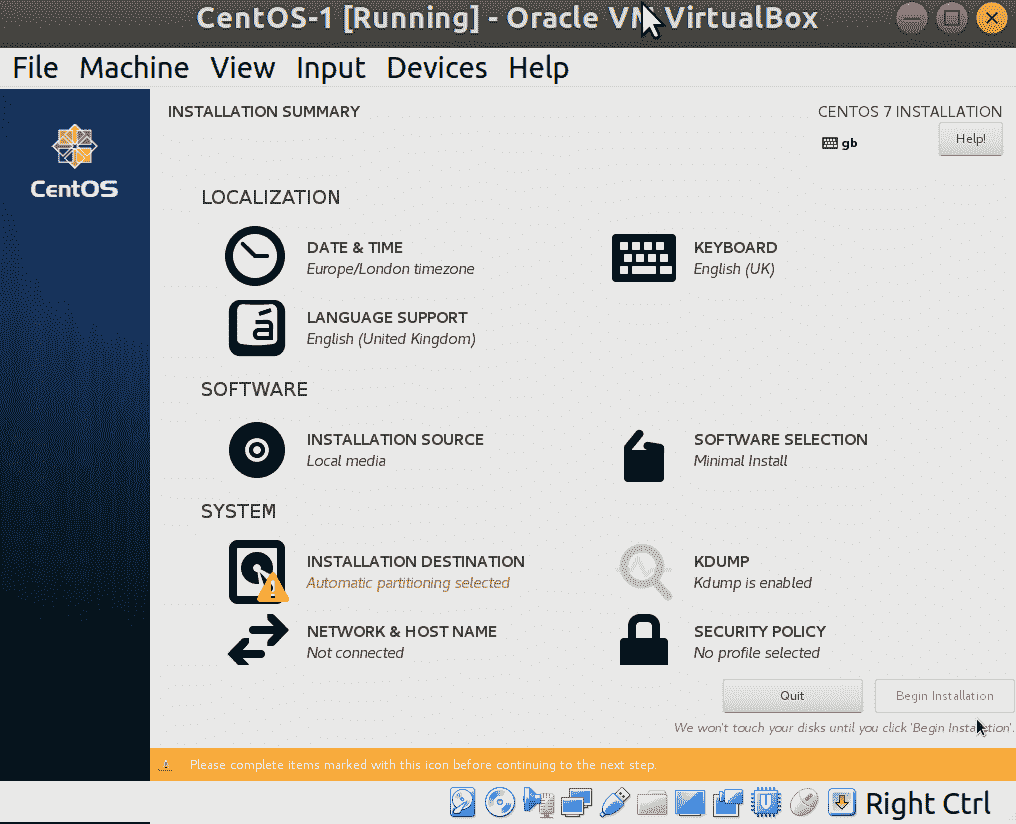 CentOS-1 [Running] - Oracle VM VirtualBox
File Machine View Input Devices Help
INSTALLATION SUMMARY
CENTOS 7 INSTALLATION
gb
Help!
CentOS
LOCALIZATION
DATE & TIME
Europe/London timezone
KEYBOARD
English (UK)
LANGUAGE SUPPORT
English (United Kingdom)
SOFTWARE
INSTALLATION SOURCE
Local media
SOFTWARE SELECTION
Minimal Install
SYSTEM
INSTALLATION DESTINATION
Automatic partitioning selected
KDUMP
Kdump is enabled
NETWORK & HOST NAME
Not connected
SECURITY POLICY
No profile selected
Quit
Begin Installation
We won't touch your disks until you click 'Begin Installation'.
Please complete items marked with this icon before continuing to the next step.
Right Ctrl